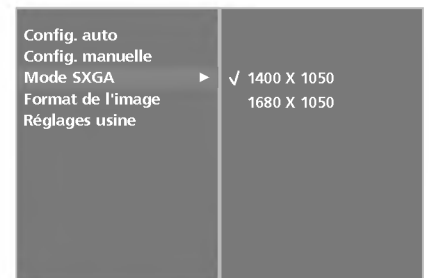 Config. auto
Config. manuelle
Mode SXGA ► √ 1400 X 1050
Format de l'image 1680 X 1050
Réglages usine